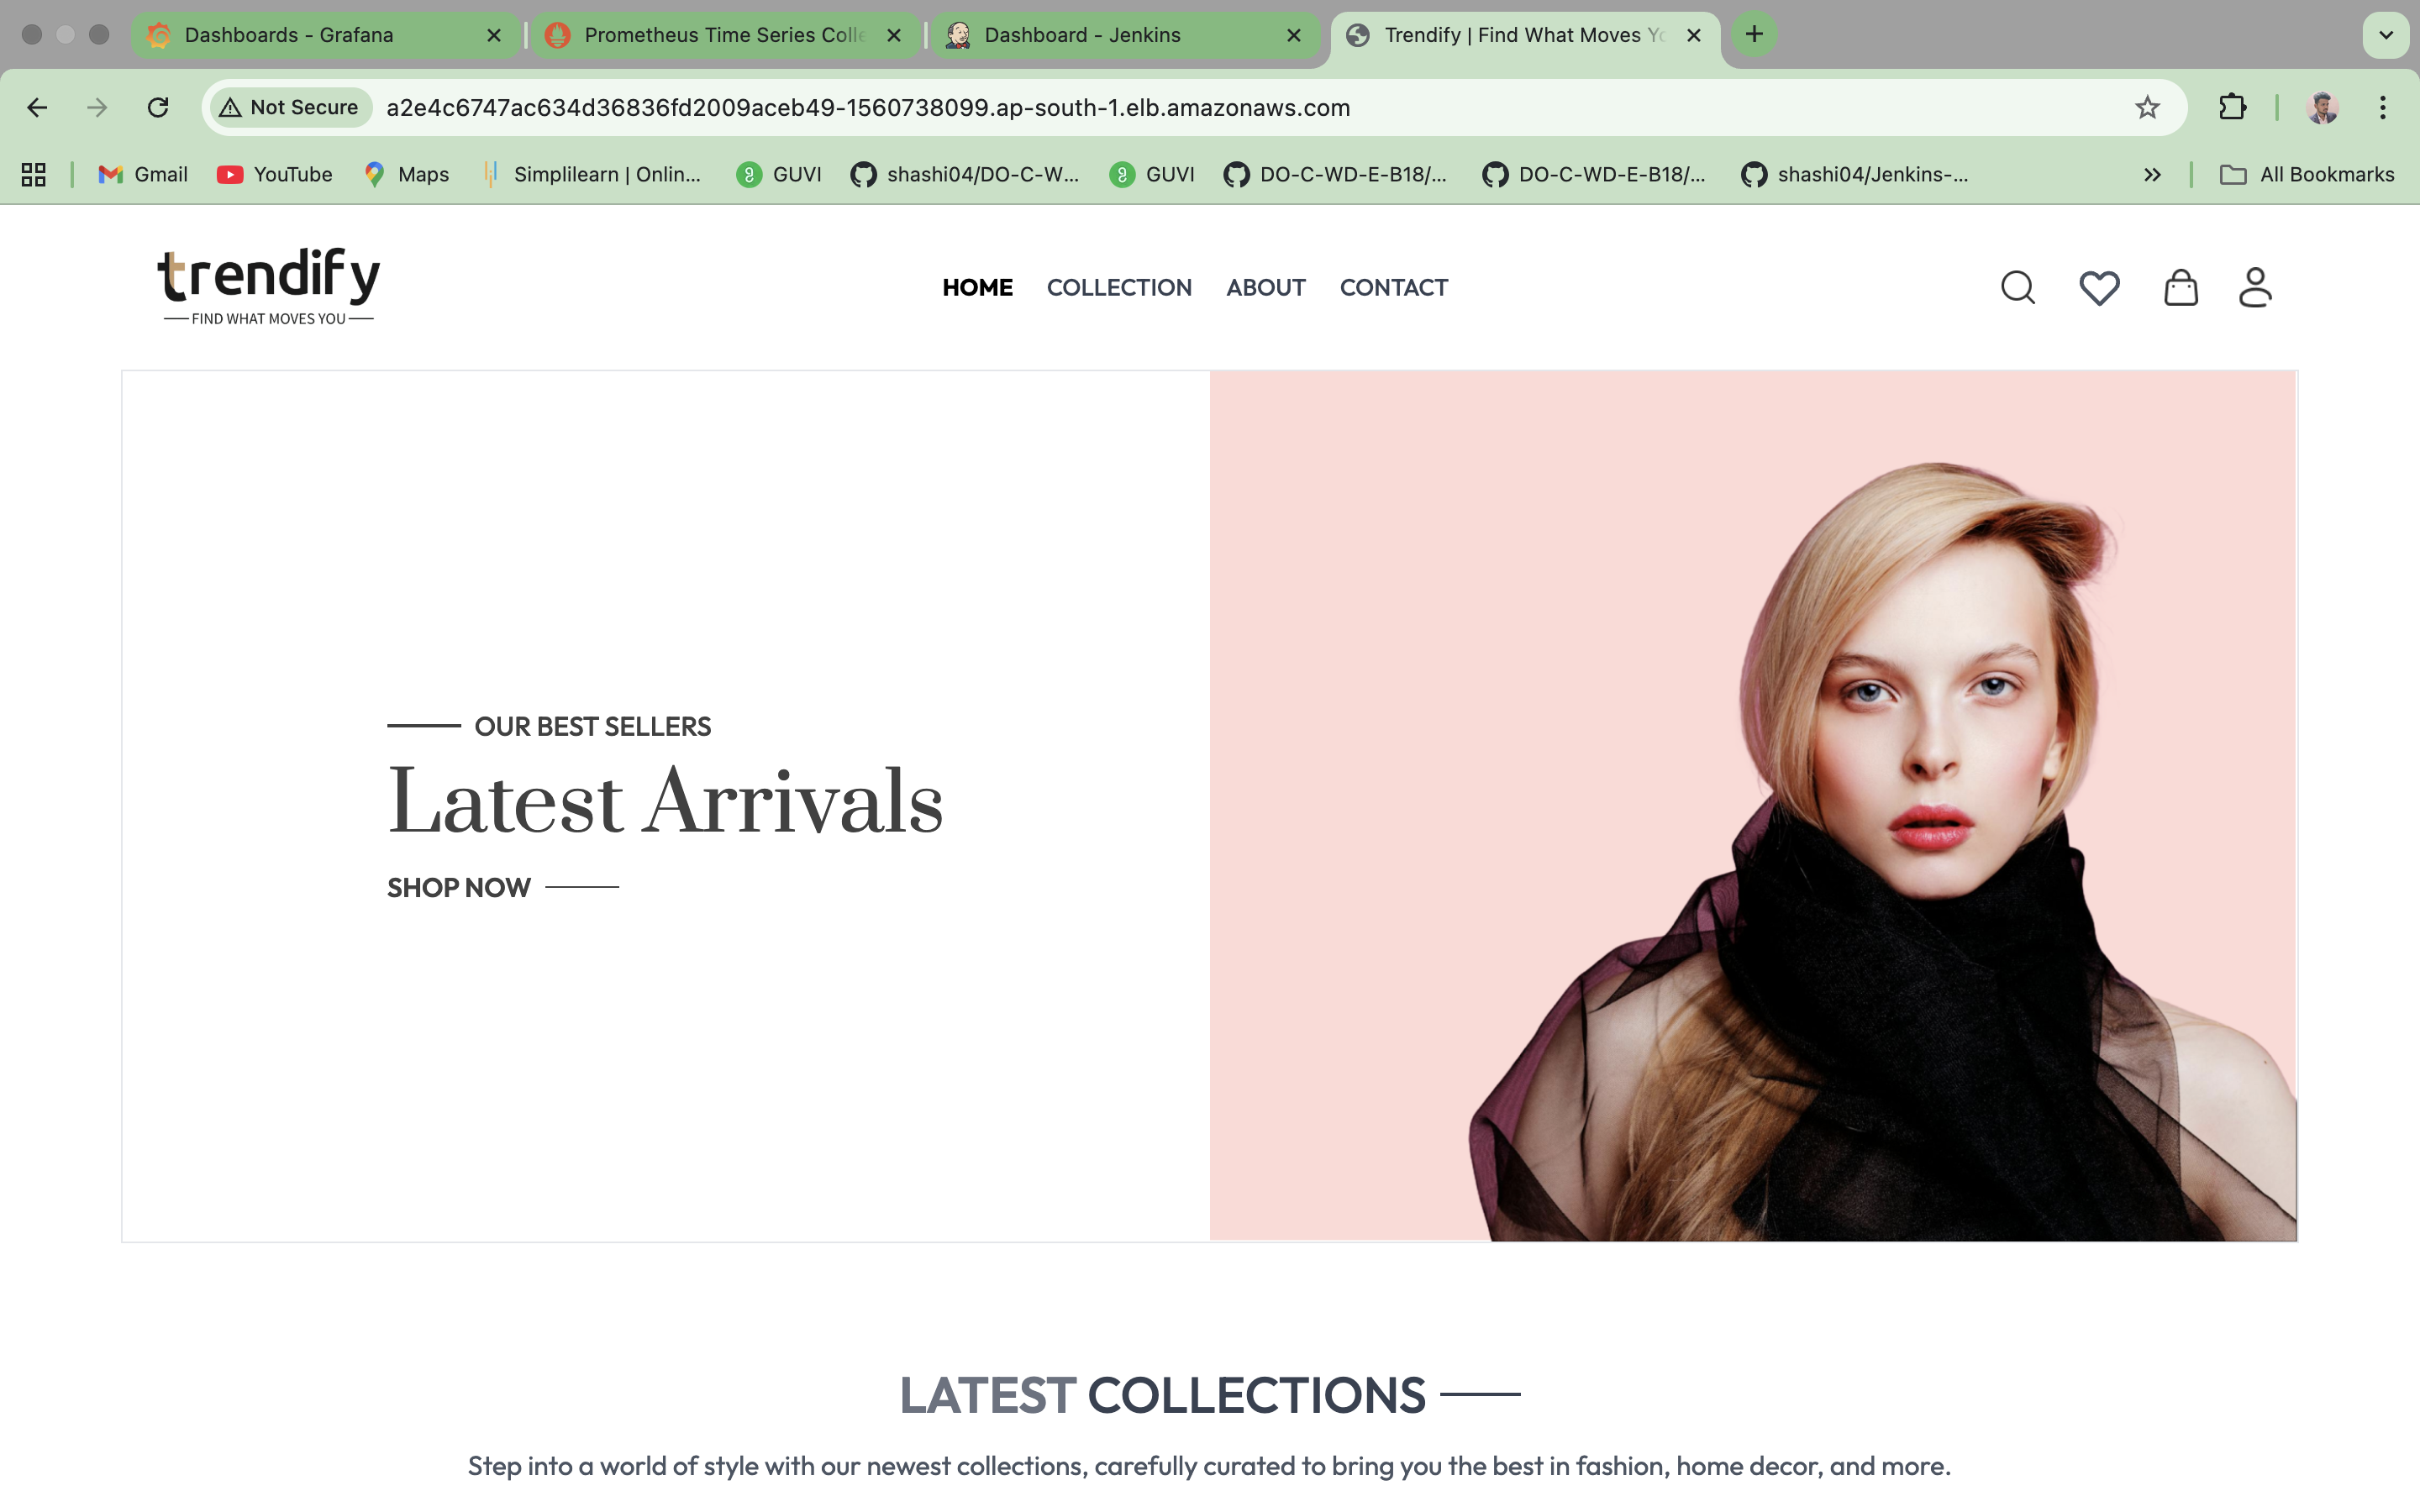 Dashboards - Grafana
Prometheus Time Series Colle
Dashboard - Jenkins
Trendify | Find What Moves Yo
Not Secure
a2e4c6747ac634d36836fd2009aceb49-1560738099.ap-south-1.elb.amazonaws.com
Gmail
YouTube
Maps
Simplilearn | Onlin...
GUVI
shashi04/DO-C-W...
GUVI
DO-C-WD-E-B18/...
DO-C-WD-E-B18/...
shashi04/Jenkins-...
All Bookmarks
trendify
FIND WHAT MOVES YOU
HOME
COLLECTION
ABOUT
CONTACT
OUR BEST SELLERS
Latest Arrivals
SHOP NOW
LATEST COLLECTIONS
Step into a world of style with our newest collections, carefully curated to bring you the best in fashion, home decor, and more.